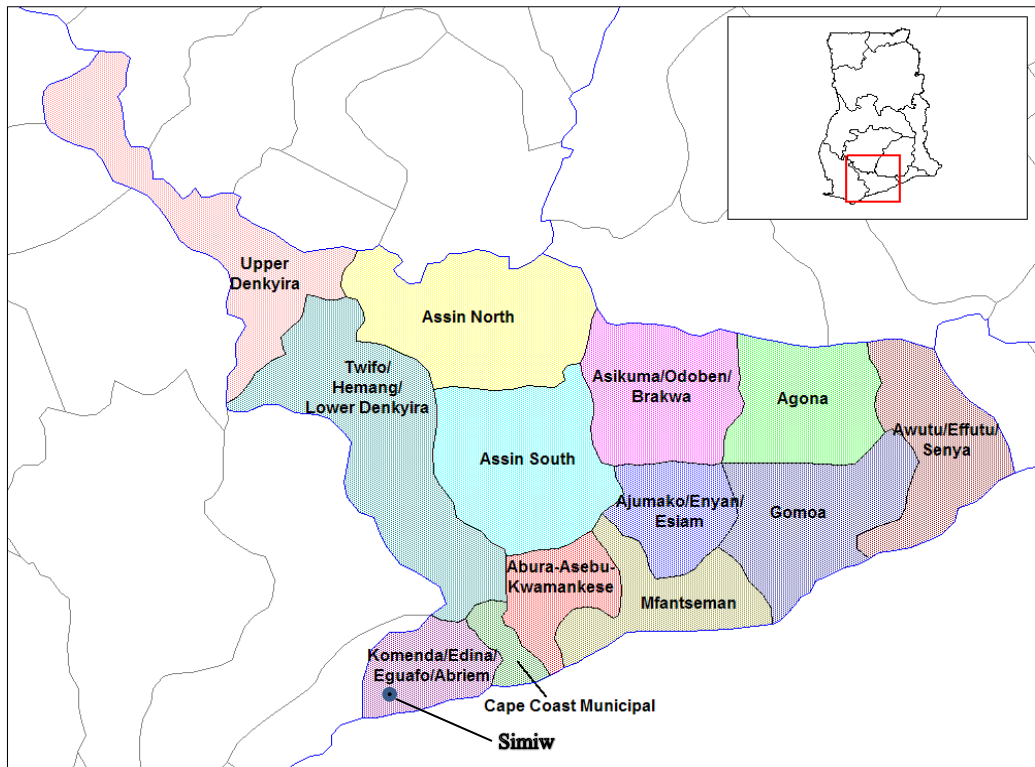 Upper
Denkyira
Assin North
Twifo/
Hemang/
Lower Denkyira
Asikuma/Odoben/
Brakwa
Agona
Awutu/Effutu/
Senya
Assin South
Ajumako/Enyan/
Esiam
Gomoa
Abura-Asebu-
Kwamankese
Mfantseman
Komenda/Edina/
Eguafo/Abriem
Cape Coast Municipal
Simiw